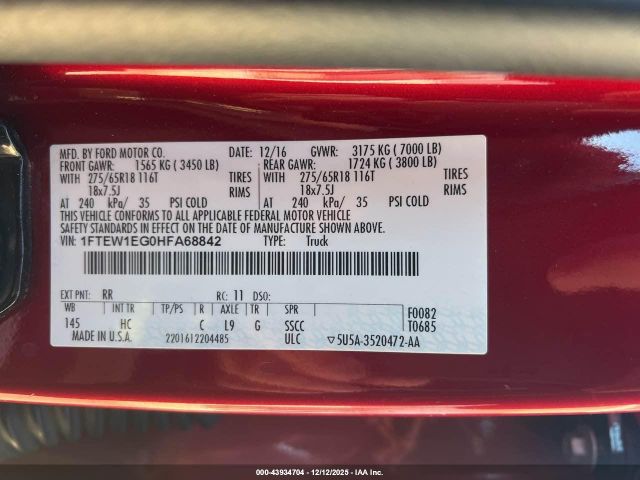 MFD. BY FORD MOTOR CO. DATE: 12/16 GVWR: 3175 KG ( 7000 LB)
FRONT GAWR: 1565 KG ( 3450 LB) REAR GAWR: 1724 KG ( 3800 LB)
WITH 275/65R18 116T TIRES WITH 275/65R18 116T TIRES
18x7.5J RIMS 18x7.5J RIMS
AT 240 kPa/ 35 PSI COLD AT 240 kPa/ 35 PSI COLD
THIS VEHICLE CONFORMS TO ALL APPLICABLE FEDERAL MOTOR VEHICLE
SAFETY STANDARDS IN EFFECT ON THE DATE OF MANUFACTURE SHOWN ABOVE.
VIN: 1FTEW1EG0HFA68842 TYPE: Truck
EXT PNT: RR RC: 11 DSO:
WB INT TR TP/PS R AXLE TR SPR F0082
145 HC C L9 G SSCC T0685
MADE IN U.S.A. 2201612204485 ULC ▽5U5A-3520472-AA
000-43934704 - 12/12/2025 - IAA Inc.